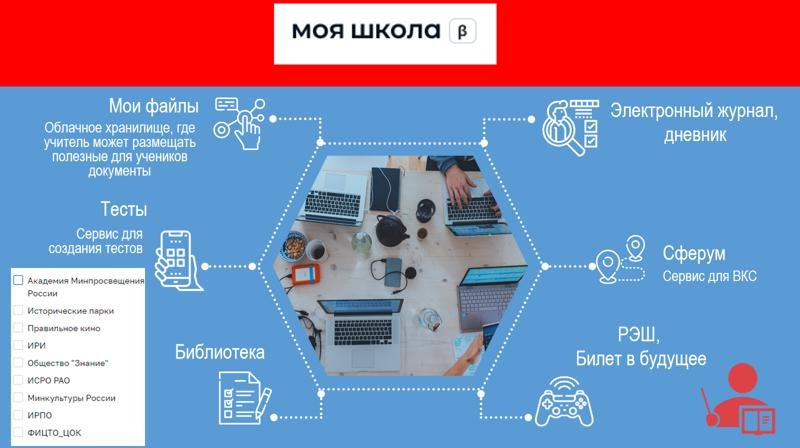 моя школа β
Мои файлы
Облачное хранилище, где
учитель может размещать
полезные для учеников
документы
Тесты
Сервис для
создания тестов
Академия Минпросвещения
России
Исторические парки
Правильное кино
ИРИ
Общество "Знание"
ИСРО РАО
Минкультуры России
ИРПО
ФИЦТО_ЦОК
Библиотека
Электронный журнал,
дневник
Сферум
Сервис для ВКС
РЭШ,
Билет в будущее